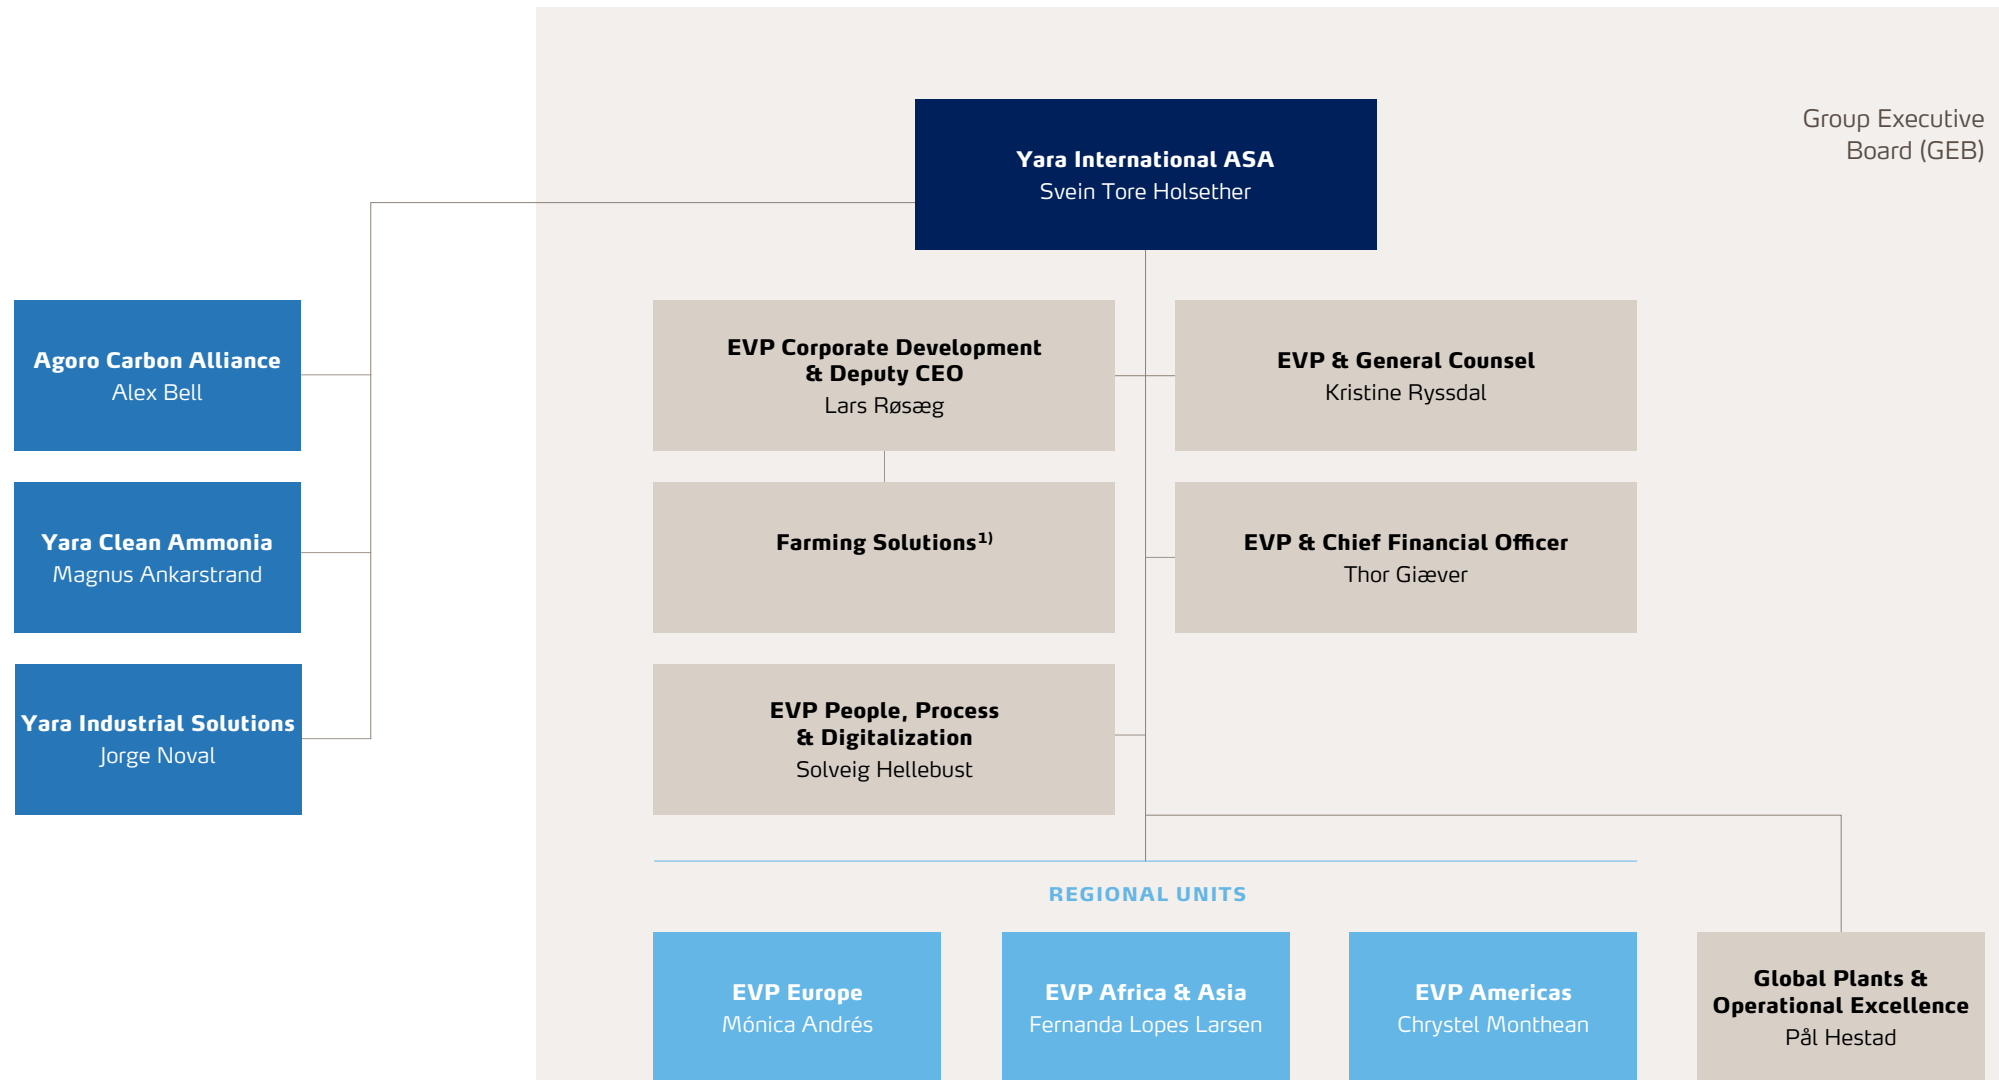 Group Executive
Board (GEB)
Yara International ASA
Svein Tore Holsether
Agoro Carbon Alliance
Alex Bell
EVP Corporate Development
& Deputy CEO
Lars Røsæg
EVP & General Counsel
Kristine Ryssdal
Yara Clean Ammonia
Magnus Ankarstrand
Farming Solutions¹⁾
EVP & Chief Financial Officer
Thor Giæver
Yara Industrial Solutions
Jorge Noval
EVP People, Process
& Digitalization
Solveig Hellebust
REGIONAL UNITS
EVP Europe
Mónica Andrés
EVP Africa & Asia
Fernanda Lopes Larsen
EVP Americas
Chrystel Monthean
Global Plants &
Operational Excellence
Pål Hestad